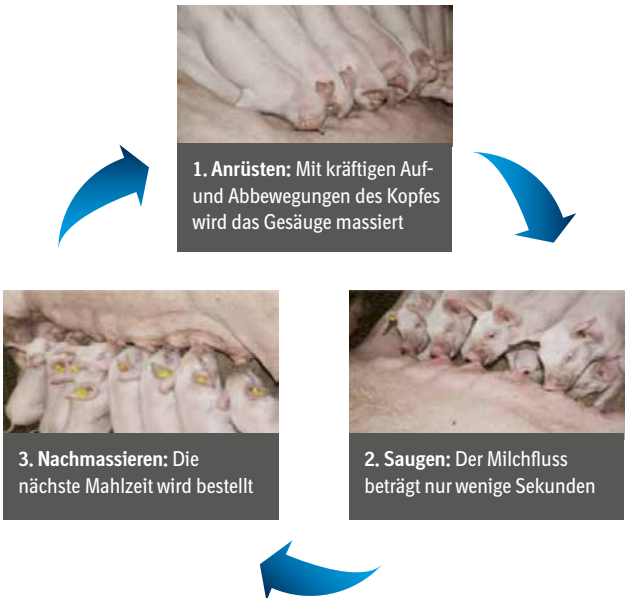 1. Anrüsten: Mit kräftigen Auf-
und Abbewegungen des Kopfes
wird das Gesäuge massiert
2. Saugen: Der Milchfluss
beträgt nur wenige Sekunden
3. Nachmassieren: Die
nächste Mahlzeit wird bestellt